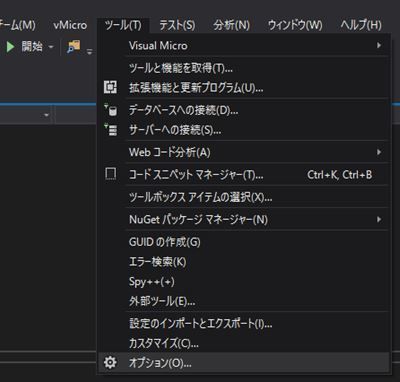 チーム(M) vMicro ツール(T) テスト(S) 分析(N) ウィンドウ(W) ヘルプ(H)
開始
Visual Micro
ツールと機能を取得(T)...
拡張機能と更新プログラム(U)...
データベースへの接続(D)...
サーバーへの接続(S)...
Web コード分析(A)
コード スニペット マネージャー(T)... Ctrl+K, Ctrl+B
ツールボックス アイテムの選択(X)...
NuGet パッケージ マネージャー(N)
GUID の作成(G)
エラー検索(K)
Spy++(+)
外部ツール(E)...
設定のインポートとエクスポート(I)...
カスタマイズ(C)...
オプション(O)...